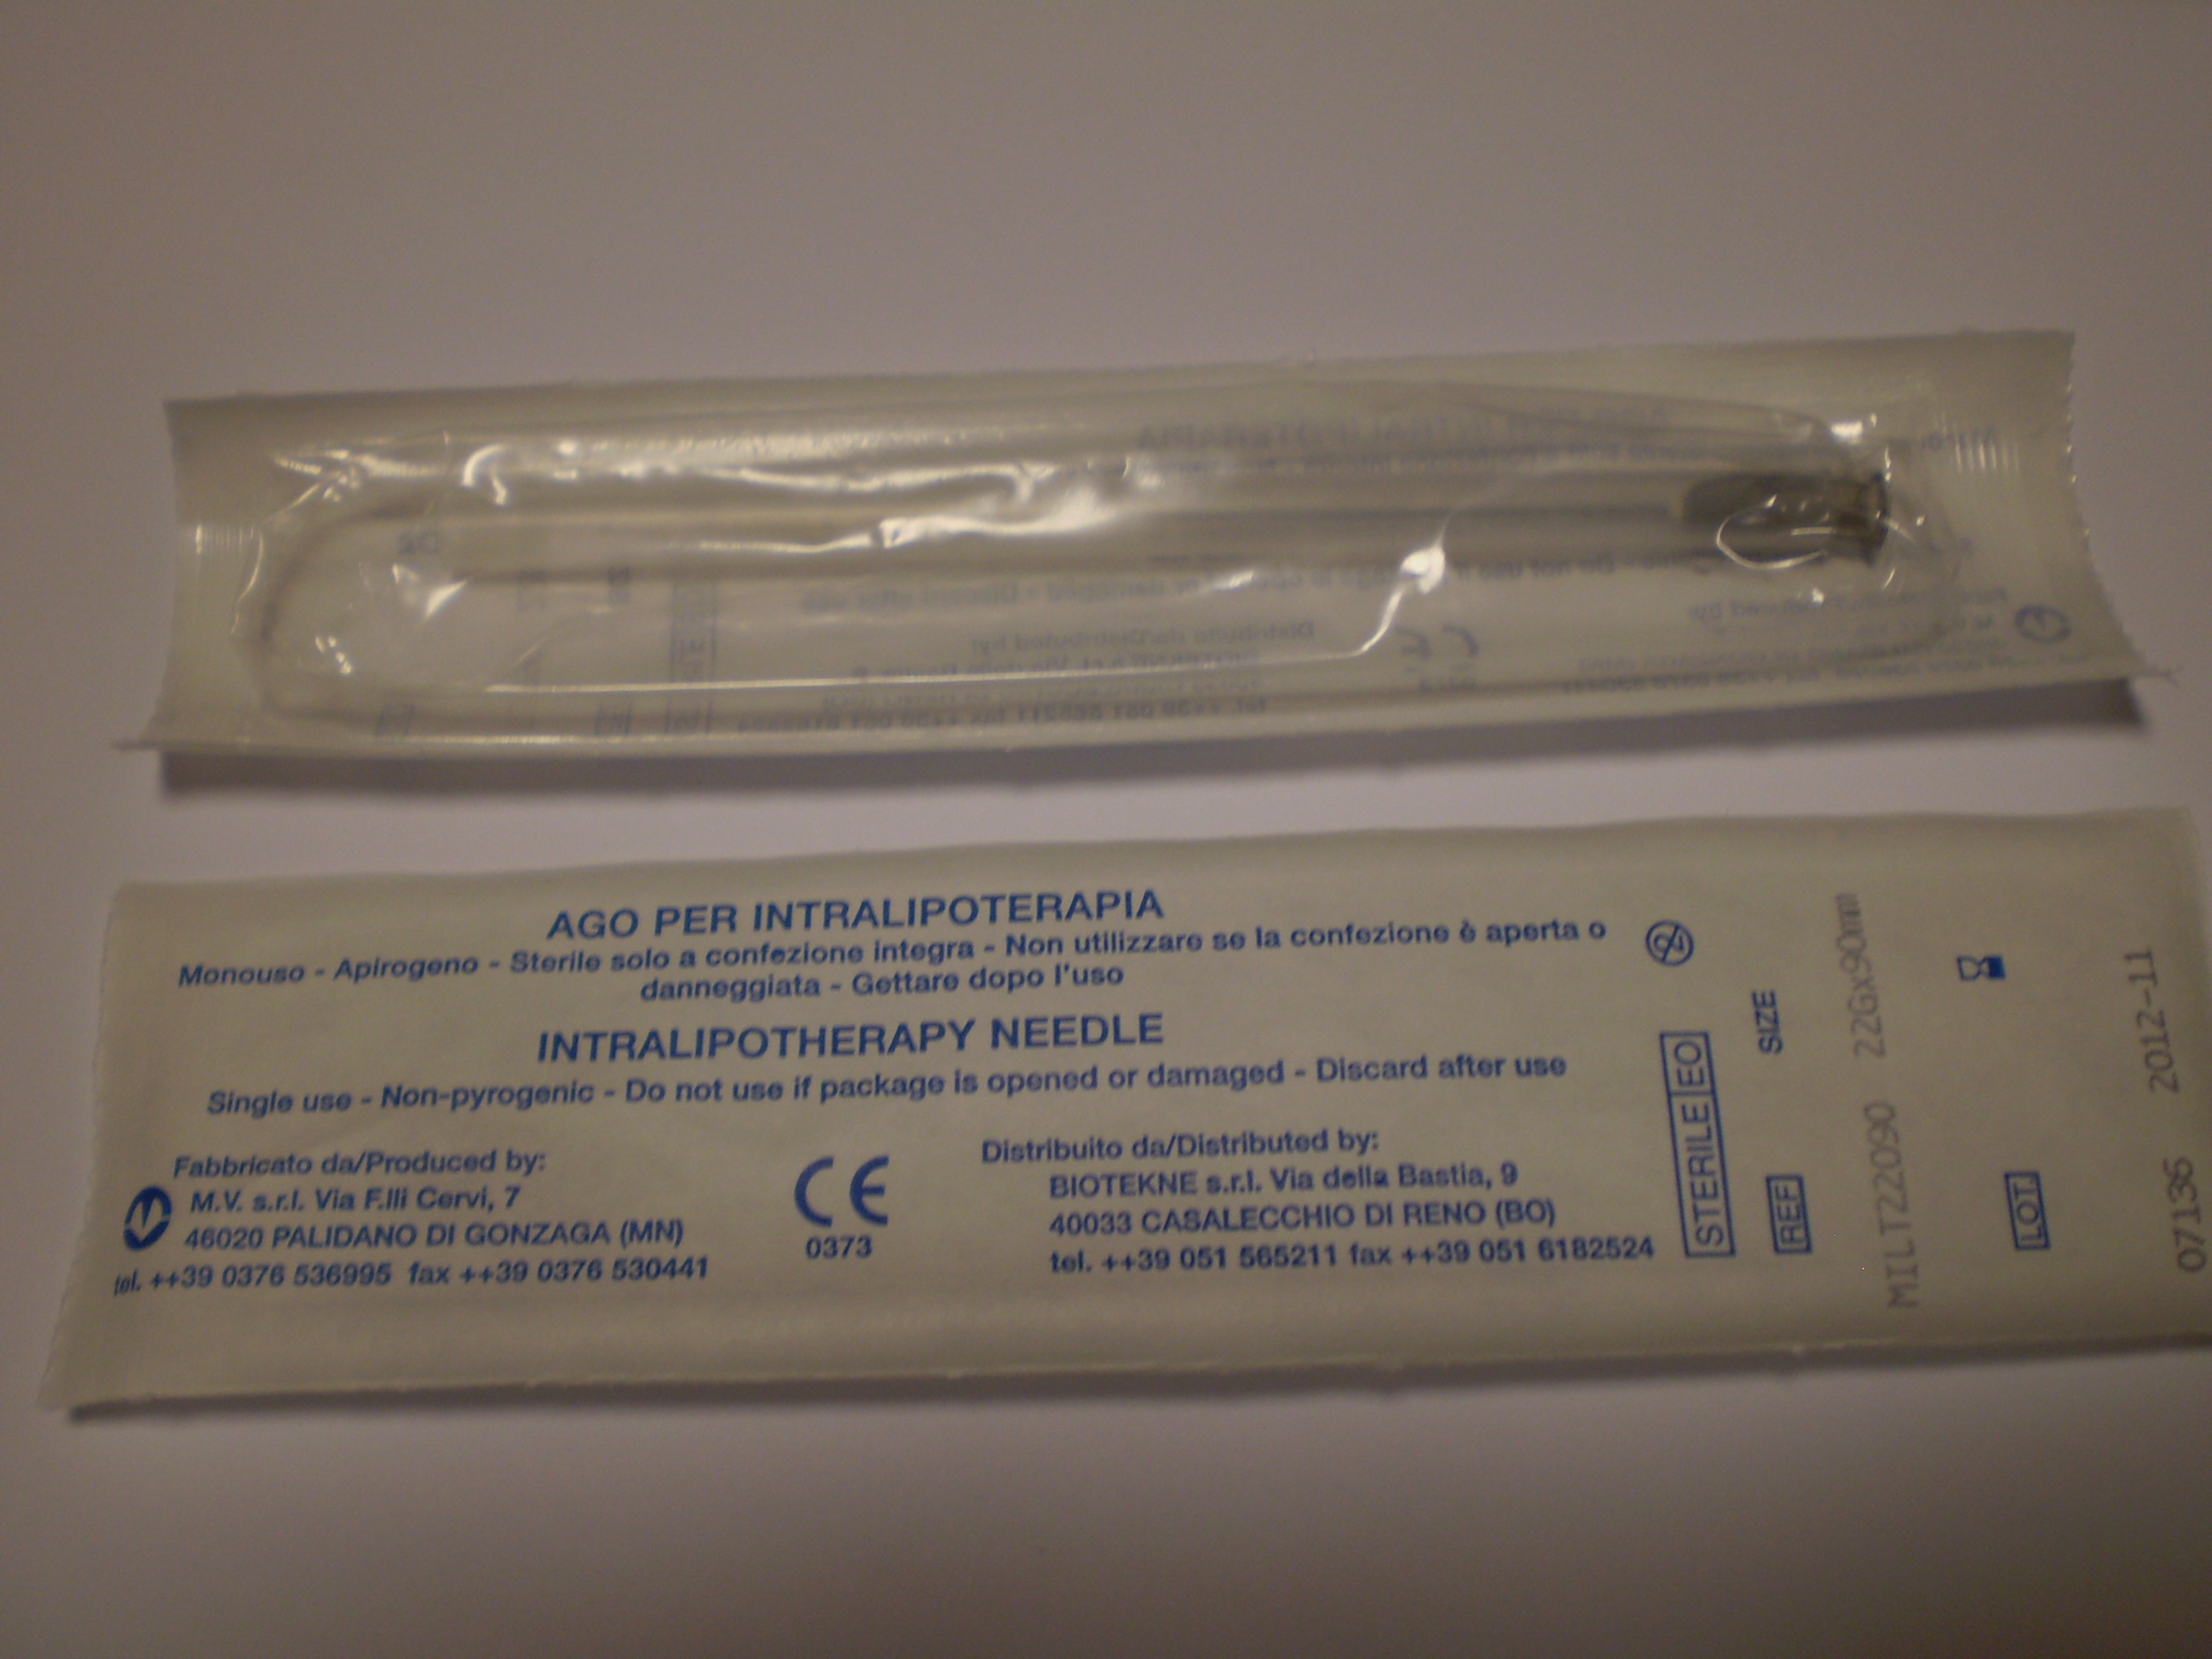 AGO PER INTRALIPOTERAPIA
Monouso - Apirogeno - Sterile solo a confezione integra - Non utilizzare se la confezione è aperta o
danneggiata - Gettare dopo l'uso
INTRALIPOTHERAPY NEEDLE
Single use - Non-pyrogenic - Do not use if package is opened or damaged - Discard after use
Fabbricato da/Produced by:
M.V. s.r.l. Via F.lli Cervi, 7
46020 PALIDANO DI GONZAGA (MN)
tel. ++39 0376 536995 fax ++39 0376 530441
CE
0373
Distribuito da/Distributed by:
BIOTEKNE s.r.l. Via della Bastia, 9
40033 CASALECCHIO DI RENO (BO)
tel. ++39 051 565211 fax ++39 051 6182524
2
STERILE EO
REF SIZE
MILT22090 22Gx90mm
LOT
07136 2012-11